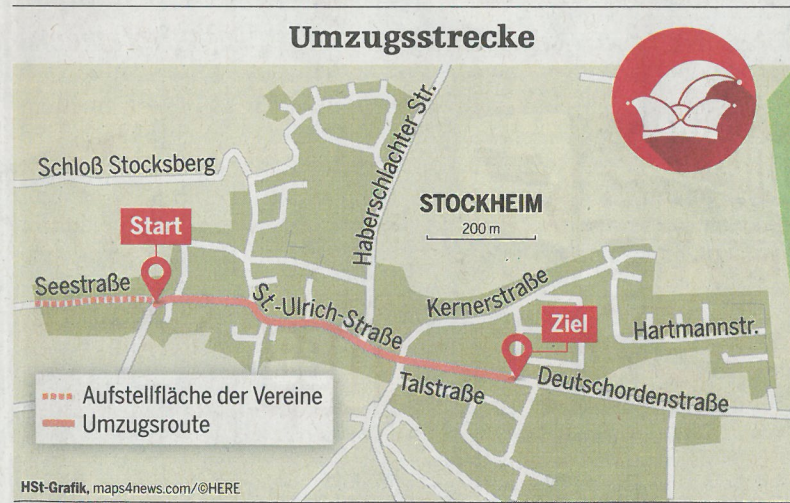 Umzugsstrecke
Schloß Stocksberg
Haberschlachter Str.
STOCKHEIM
200 m
Start
Seestraße
St.-Ulrich-Straße
Kernerstraße
Ziel
Hartmannstr.
Talstraße
Deutschordenstraße
Aufstellfläche der Vereine
Umzugsroute
HSt-Grafik, maps4news.com/©HERE